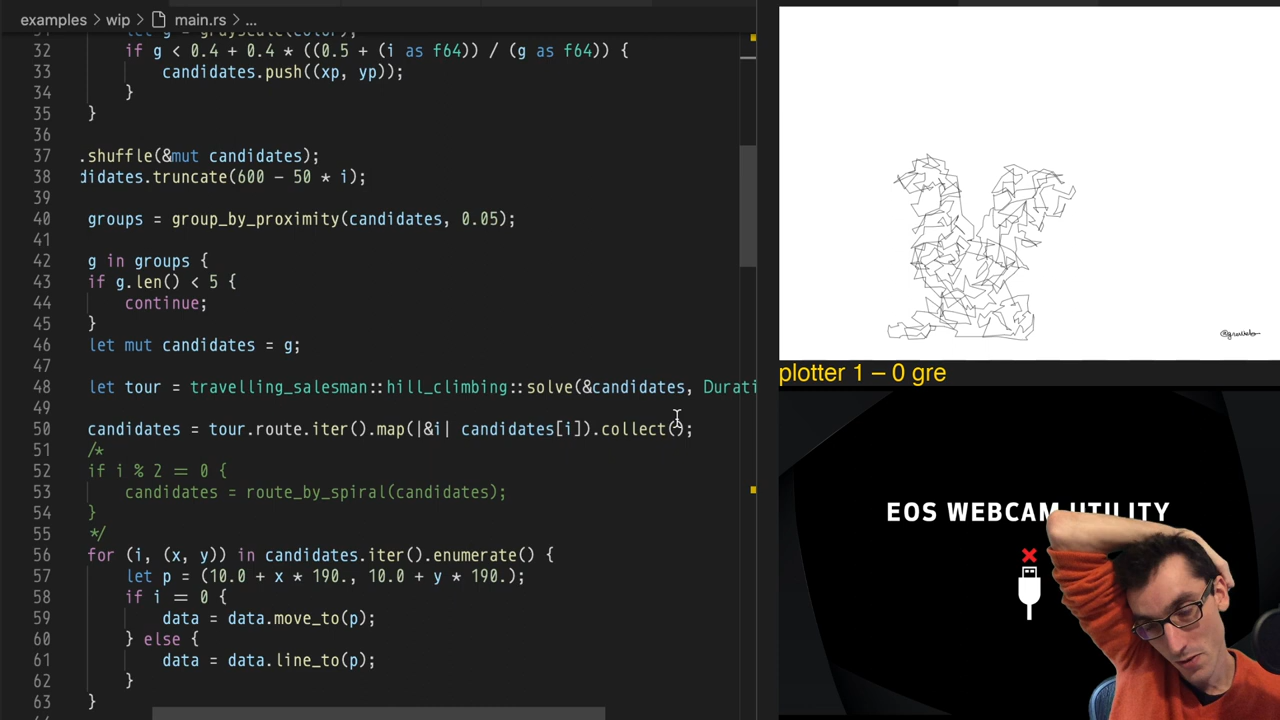 examples › wip › main.rs › ...
31 let g = grayscale(color);
32 if g < 0.4 + 0.4 * ((0.5 + (i as f64)) / (g as f64)) {
33 candidates.push((xp, yp));
34 }
35 }
36
37 .shuffle(&mut candidates);
38 didates.truncate(600 - 50 * i);
39
40 groups = group_by_proximity(candidates, 0.05);
41
42 g in groups {
43 if g.len() < 5 {
44 continue;
45 }
46 let mut candidates = g;
47
48 let tour = travelling_salesman::hill_climbing::solve(&candidates, Durati
49
50 candidates = tour.route.iter().map(|&i| candidates[i]).collect();
51 /*
52 if i % 2 == 0 {
53 candidates = route_by_spiral(candidates);
54 }
55 */
56 for (i, (x, y)) in candidates.iter().enumerate() {
57 let p = (10.0 + x * 190., 10.0 + y * 190.);
58 if i == 0 {
59 data = data.move_to(p);
60 } else {
61 data = data.line_to(p);
62 }
63 }
plotter 1 – 0 gre
EOS WEBCAM UTILITY